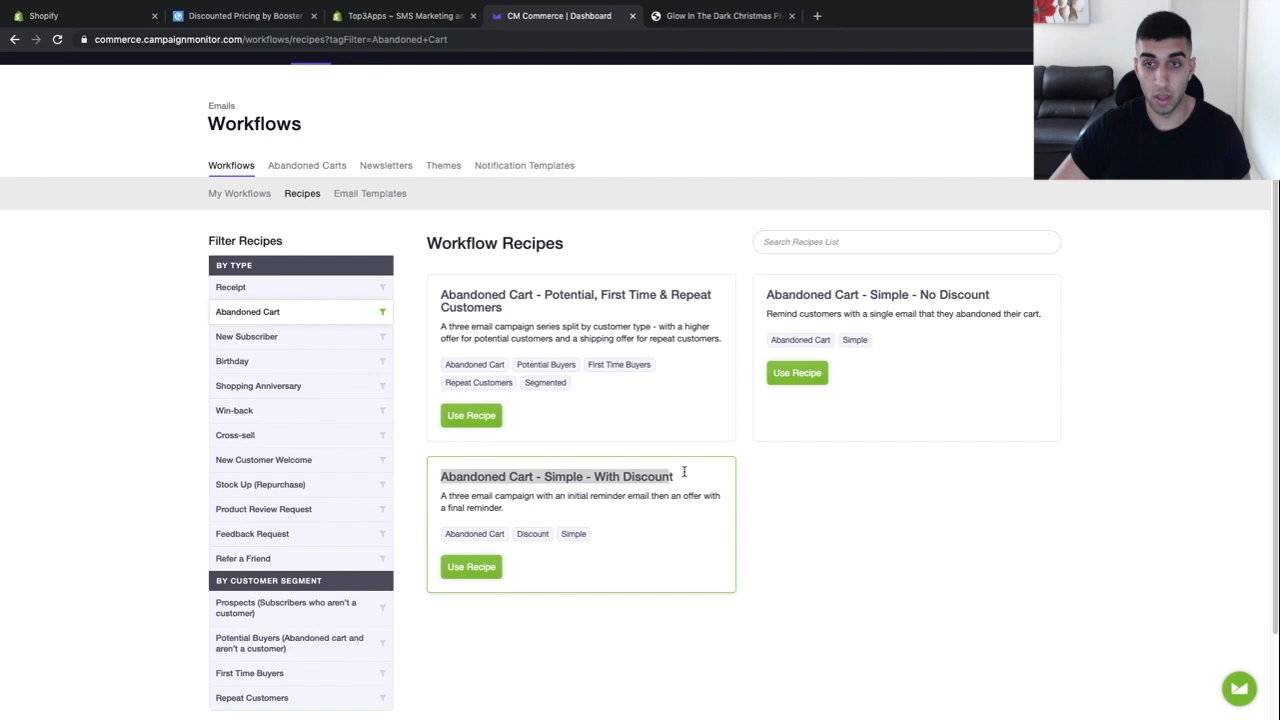 Shopify
Discounted Pricing by Booster
Top3Apps ~ SMS Marketing an
CM Commerce | Dashboard
Glow In The Dark Christmas Pi
commerce.campaignmonitor.com/workflows/recipes?tagFilter=Abandoned+Cart
Emails
Workflows
Workflows Abandoned Carts Newsletters Themes Notification Templates
My Workflows Recipes Email Templates
Filter Recipes
BY TYPE
Receipt
Abandoned Cart
New Subscriber
Birthday
Shopping Anniversary
Win-back
Cross-sell
New Customer Welcome
Stock Up (Repurchase)
Product Review Request
Feedback Request
Refer a Friend
BY CUSTOMER SEGMENT
Prospects (Subscribers who aren't a
customer)
Potential Buyers (Abandoned cart and
aren't a customer)
First Time Buyers
Repeat Customers
Workflow Recipes
Search Recipes List
Abandoned Cart - Potential, First Time & Repeat
Customers
A three email campaign series split by customer type - with a higher
offer for potential customers and a shipping offer for repeat customers.
Abandoned Cart Potential Buyers First Time Buyers
Repeat Customers Segmented
Use Recipe
Abandoned Cart - Simple - No Discount
Remind customers with a single email that they abandoned their cart.
Abandoned Cart Simple
Use Recipe
Abandoned Cart - Simple - With Discount
A three email campaign with an initial reminder email then an offer with
a final reminder.
Abandoned Cart Discount Simple
Use Recipe